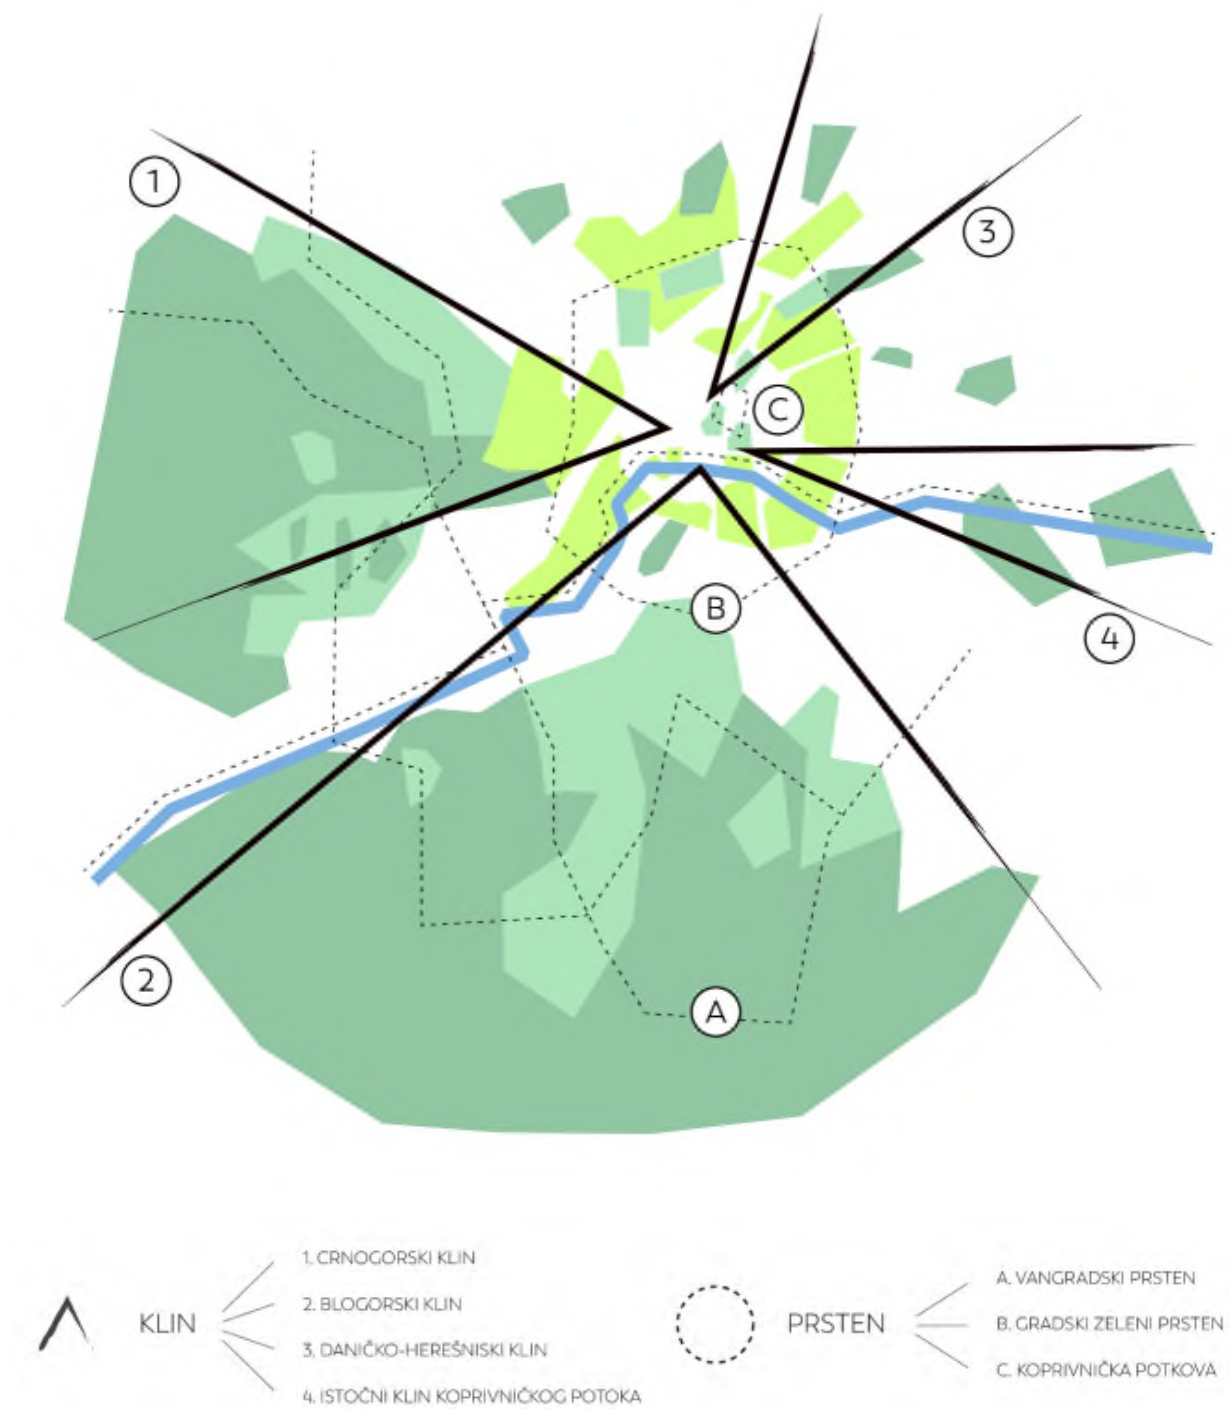 1
3
C
B
4
2
A
KLIN
1. CRNOGORSKI KLIN
2. BLOGORSKI KLIN
3. DANIČKO-HEREŠNISKI KLIN
4. ISTOČNI KLIN KOPRIVNIČKOG POTOKA
PRSTEN
A. VANGRADSKI PRSTEN
B. GRADSKI ZELENI PRSTEN
C. KOPRIVNIČKA POTKOVA